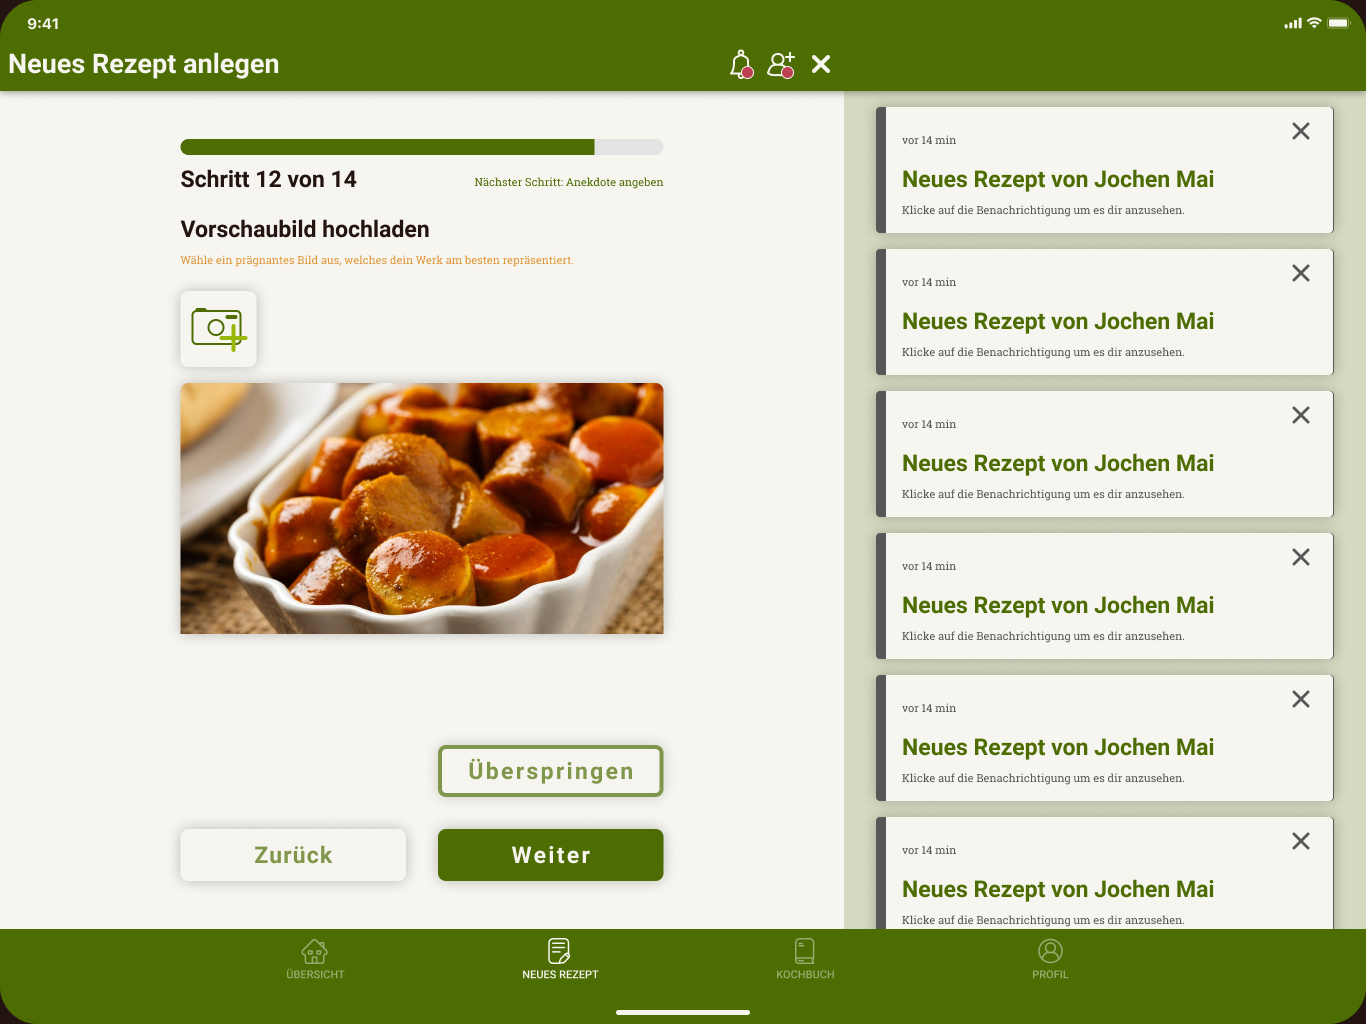 9:41
Neues Rezept anlegen
Schritt 12 von 14
Nächster Schritt: Anekdote angeben
Vorschaubild hochladen
Wähle ein prägnantes Bild aus, welches dein Werk am besten repräsentiert.
Überspringen
Zurück
Weiter
vor 14 min
Neues Rezept von Jochen Mai
Klicke auf die Benachrichtigung um es dir anzusehen.
vor 14 min
Neues Rezept von Jochen Mai
Klicke auf die Benachrichtigung um es dir anzusehen.
vor 14 min
Neues Rezept von Jochen Mai
Klicke auf die Benachrichtigung um es dir anzusehen.
vor 14 min
Neues Rezept von Jochen Mai
Klicke auf die Benachrichtigung um es dir anzusehen.
vor 14 min
Neues Rezept von Jochen Mai
Klicke auf die Benachrichtigung um es dir anzusehen.
vor 14 min
Neues Rezept von Jochen Mai
Klicke auf die Benachrichtigung um es dir anzusehen.
ÜBERSICHT
NEUES REZEPT
KOCHBUCH
PROFIL